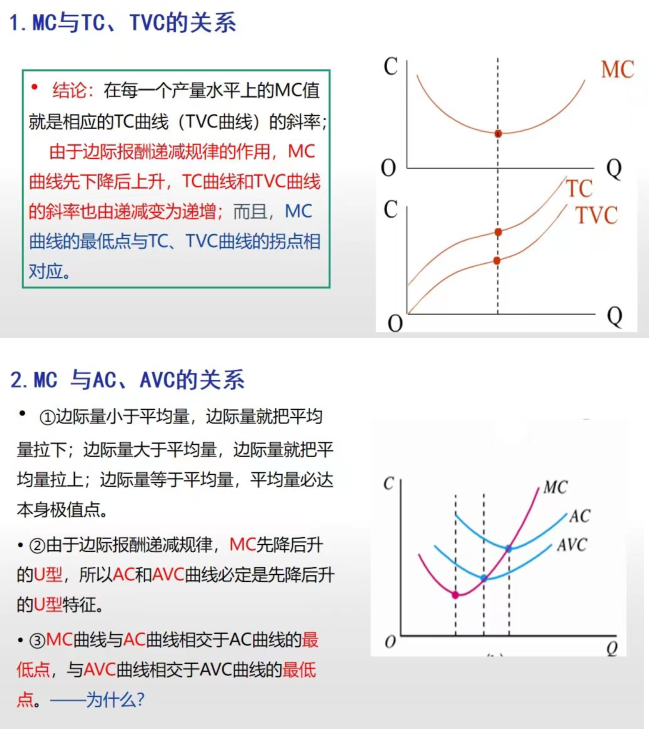 1.MC与TC、TVC的关系
• 结论：在每一个产量水平上的MC值
就是相应的TC曲线（TVC曲线）的斜率；
由于边际报酬递减规律的作用，MC
曲线先下降后上升，TC曲线和TVC曲线
的斜率也由递减变为递增；而且，MC
曲线的最低点与TC、TVC曲线的拐点相
对应。
C
MC
O
Q
C
TC
TVC
O
Q
2.MC 与AC、AVC的关系
• ①边际量小于平均量，边际量就把平均
量拉下；边际量大于平均量，边际量就把平
均量拉上；边际量等于平均量，平均量必达
本身极值点。
• ②由于边际报酬递减规律，MC先降后升
的U型，所以AC和AVC曲线必定是先降后升
的U型特征。
• ③MC曲线与AC曲线相交于AC曲线的最
低点，与AVC曲线相交于AVC曲线的最低
点。——为什么？
C
MC
AC
AVC
O
Q